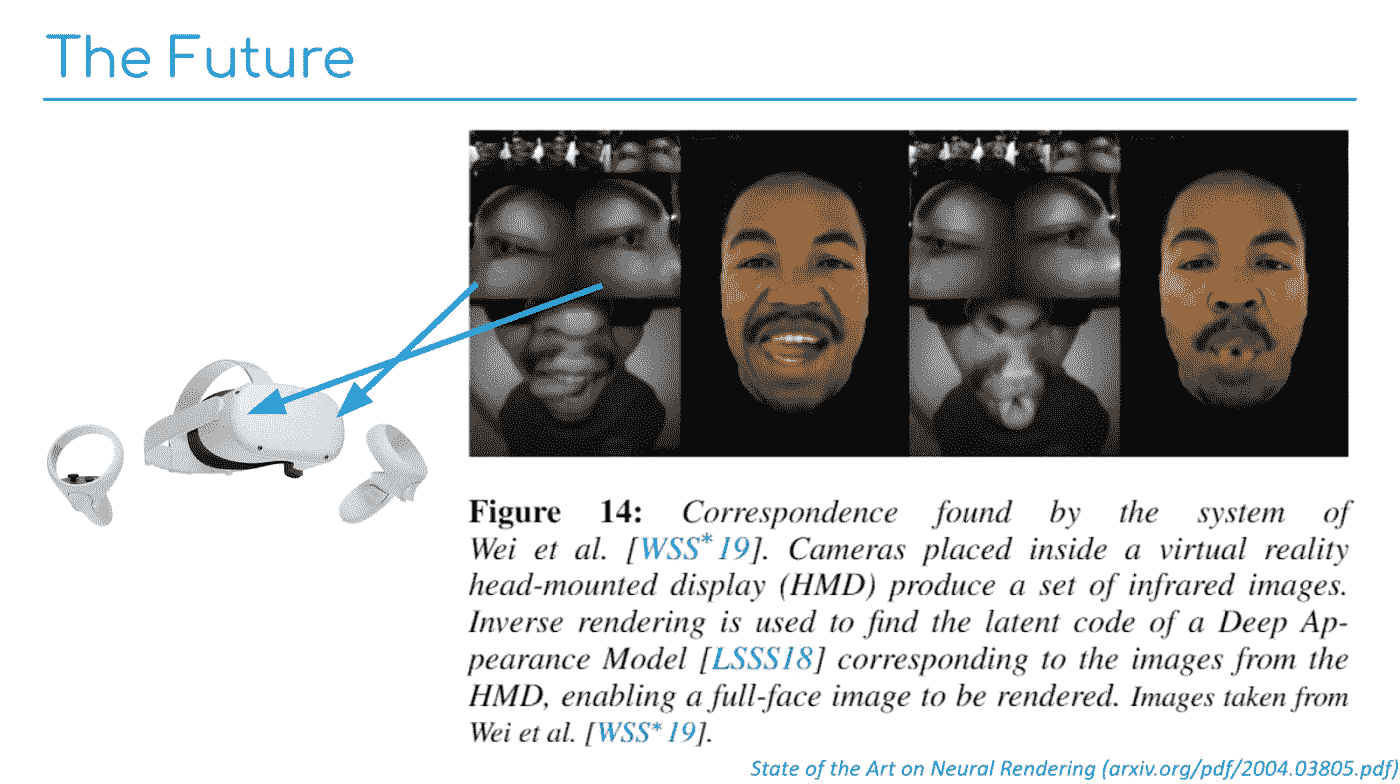 The Future
Figure 14: Correspondence found by the system of
Wei et al. [WSS*19]. Cameras placed inside a virtual reality
head-mounted display (HMD) produce a set of infrared images.
Inverse rendering is used to find the latent code of a Deep Ap-
pearance Model [LSSS18] corresponding to the images from the
HMD, enabling a full-face image to be rendered. Images taken from
Wei et al. [WSS*19].
State of the Art on Neural Rendering (arxiv.org/pdf/2004.03805.pdf)